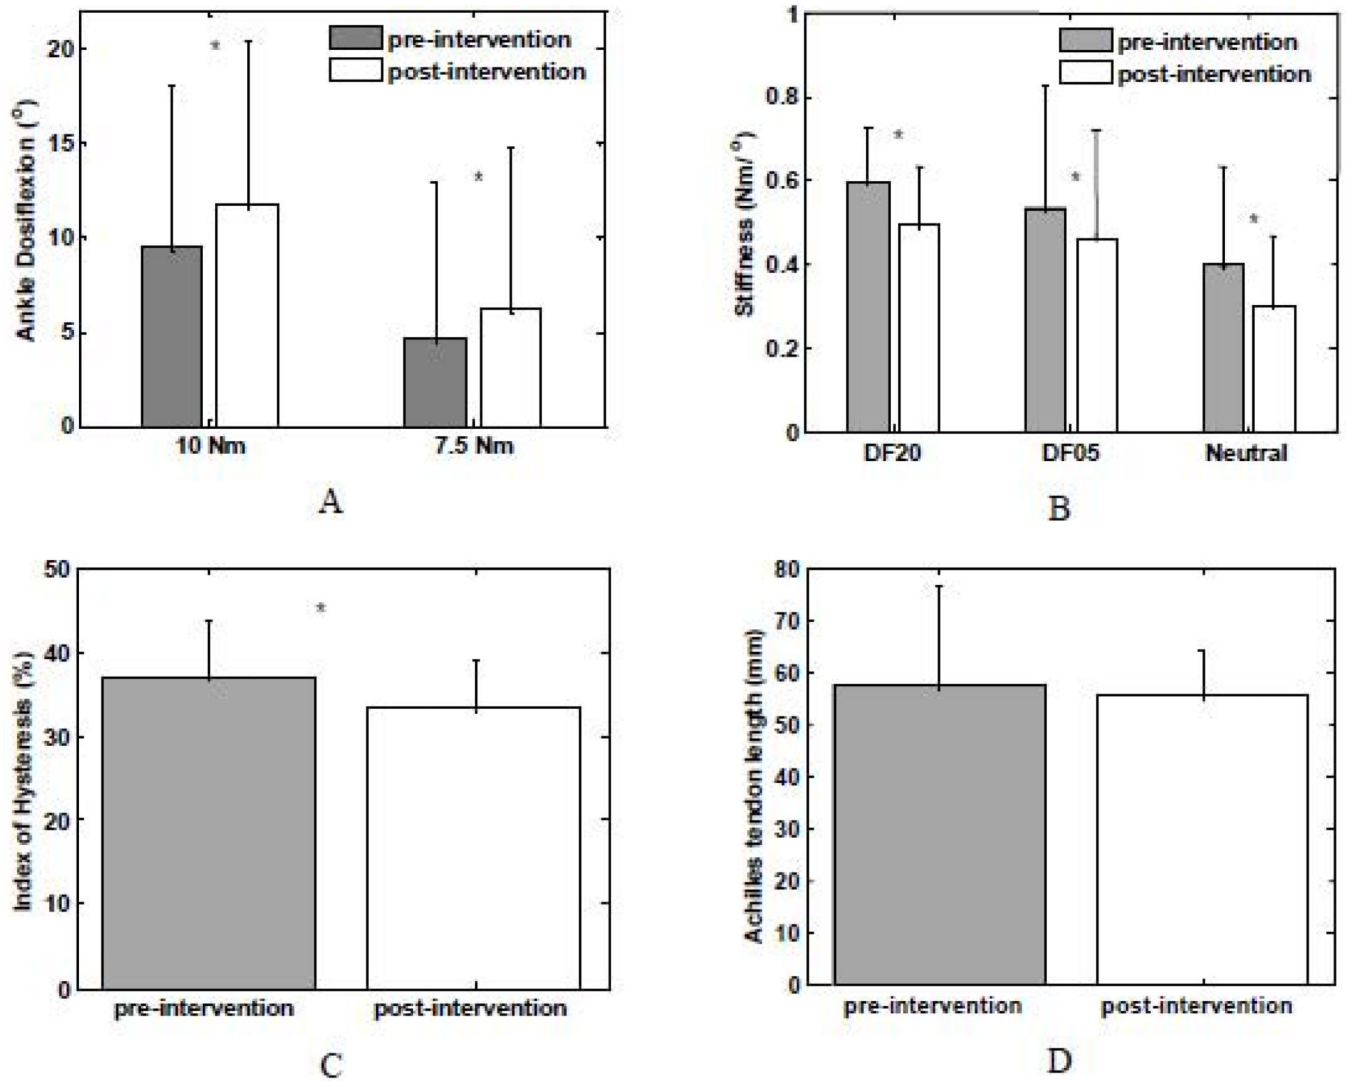 Ankle Dosiflexion (°)
20
15
10
5
0
pre-intervention
post-intervention
*
*
10 Nm
7.5 Nm
A
Stiffness (Nm/ °)
1
0.8
0.6
0.4
0.2
0
pre-intervention
post-intervention
*
*
*
DF20
DF05
Neutral
B
Index of Hysteresis (%)
50
40
30
20
10
0
*
pre-intervention
post-intervention
C
Achilles tendon length (mm)
80
70
60
50
40
30
20
10
0
pre-intervention
post-intervention
D